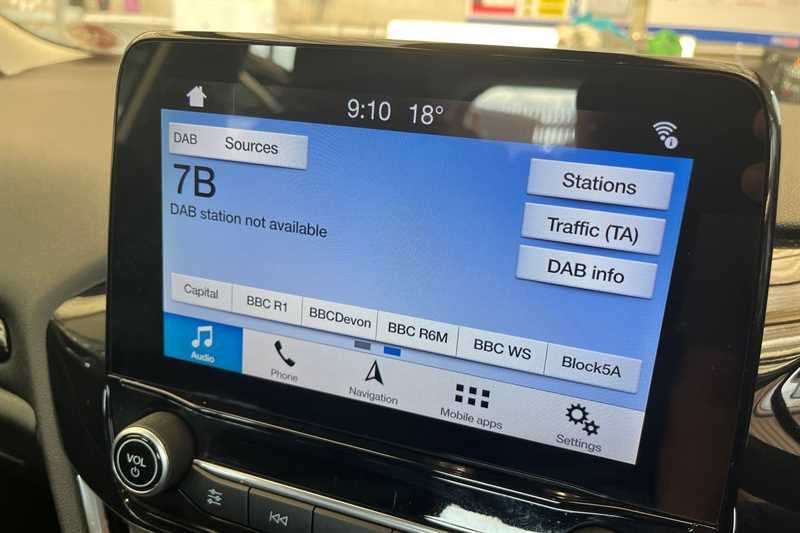 9:10 18°
DAB Sources
7B
DAB station not available
Stations
Traffic (TA)
DAB info
Capital BBC R1 BBCDevon BBC R6M BBC WS Block5A
Audio Phone Navigation Mobile apps Settings
VOL